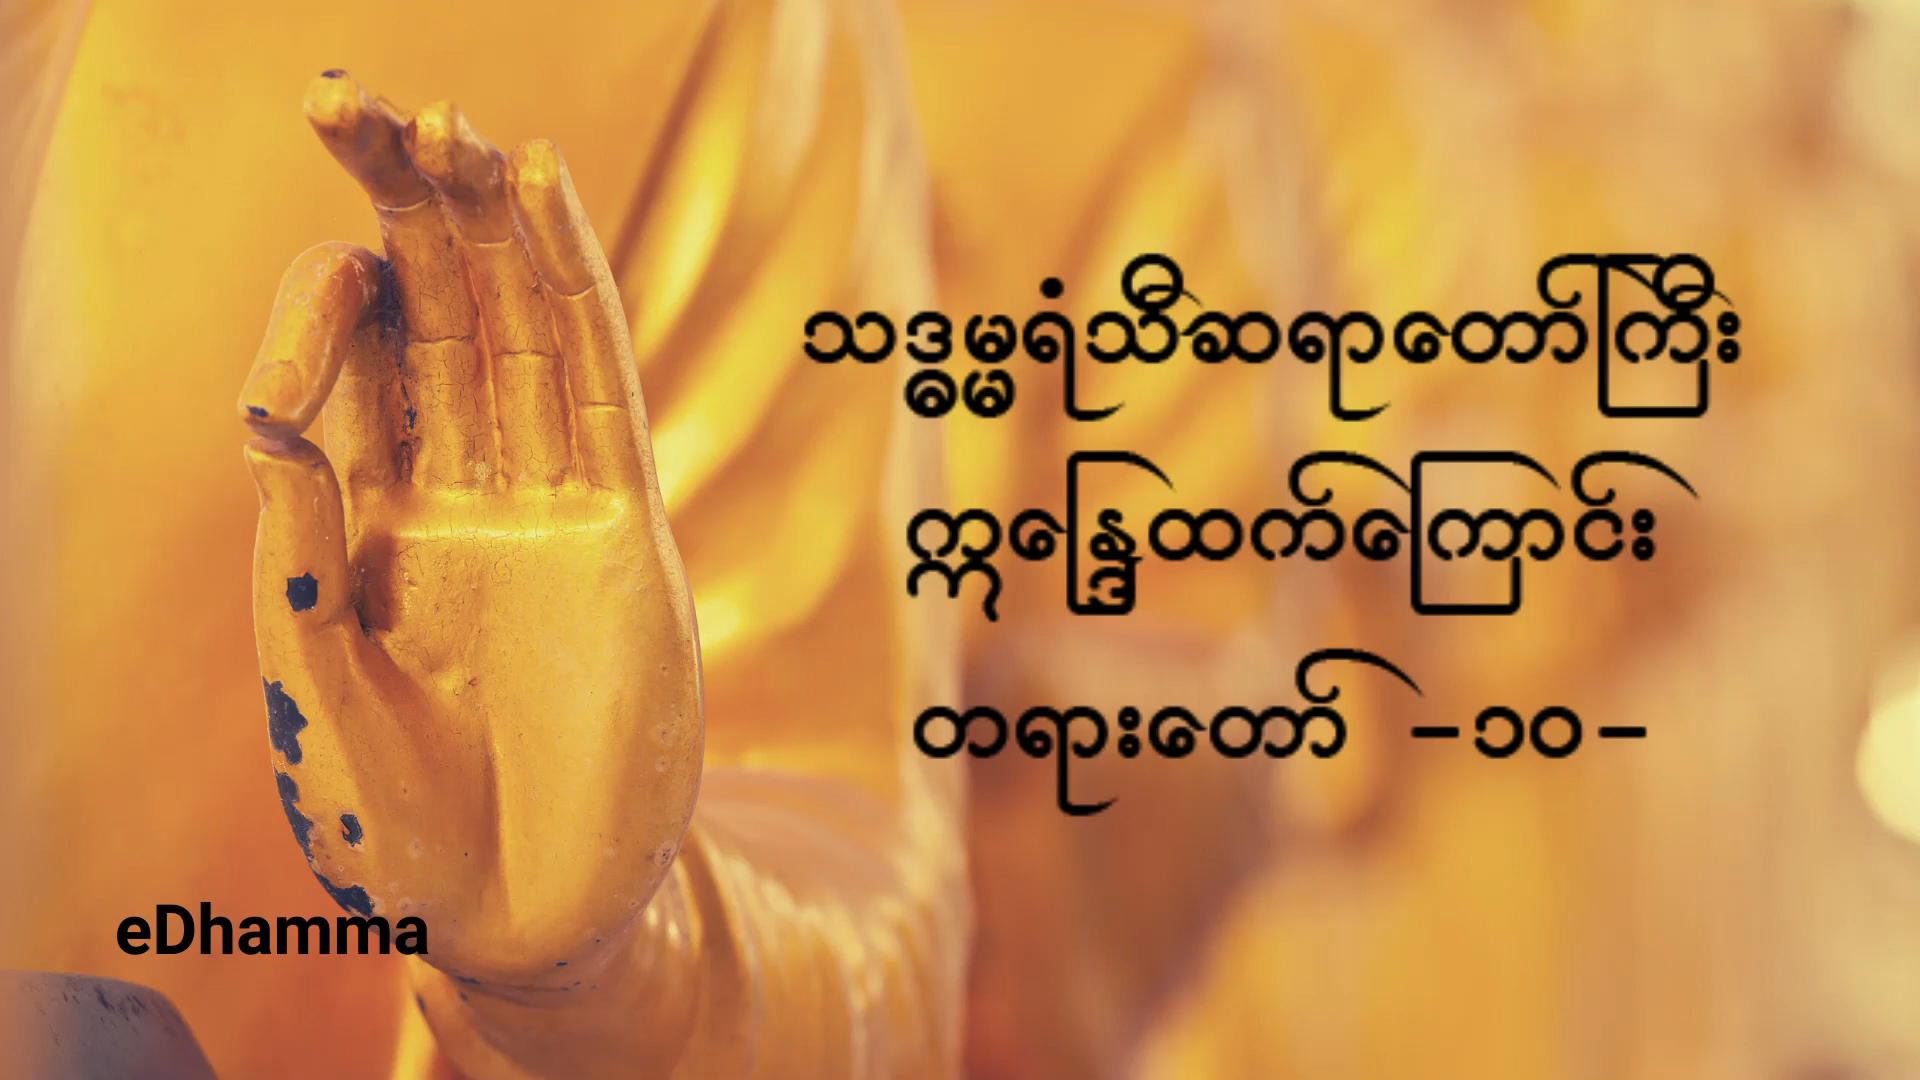 သဒ္ဓမ္မရံသီဆရာတော်ကြီး
ဣန္ဒြေထက်ကြောင်း
တရားတော် -၁၀-
eDhamma